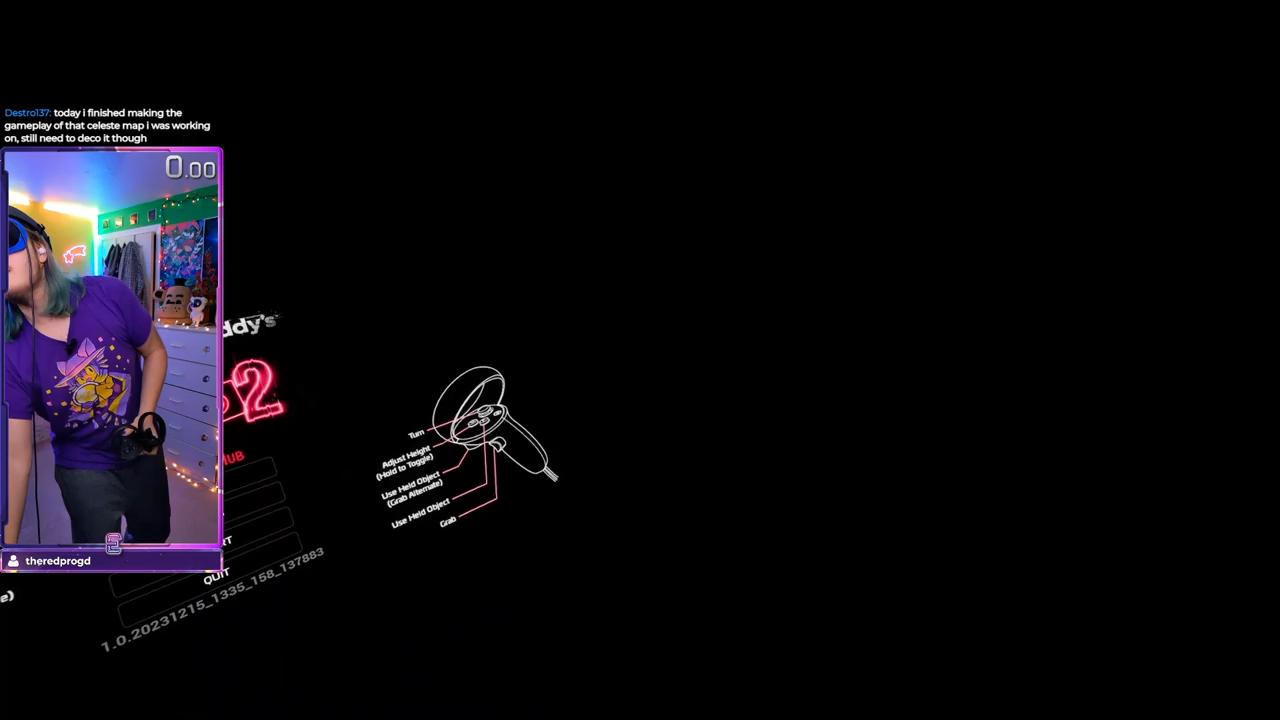 Destro137: today i finished making the
gameplay of that celeste map i was working
on, still need to deco it though
0.00
ddy's
2
HUB
RT
QUIT
1.0.20231215_1335_158_137883
e)
Turn
Adjust Height
(Hold to Toggle)
Use Held Object
(Grab Alternate)
Use Held Object
Grab
theredprogd